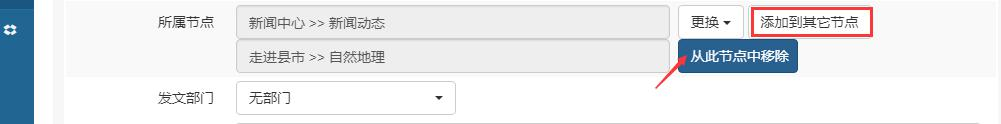 所属节点 新闻中心 >> 新闻动态 更换 添加到其它节点
走进县市 >> 自然地理 从此节点中移除
发文部门 无部门